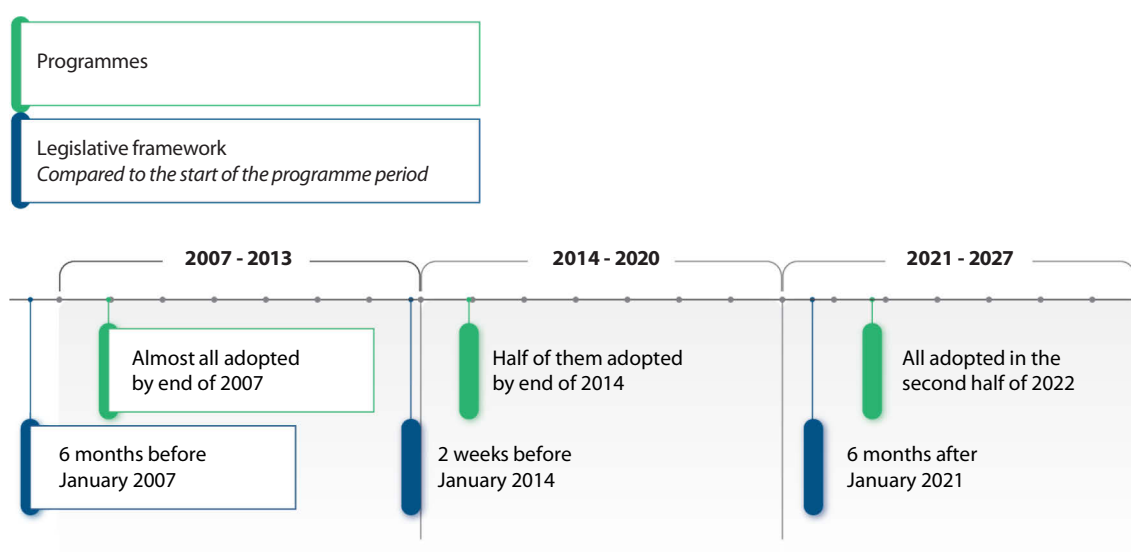 Programmes
Legislative framework
Compared to the start of the programme period
2007 - 2013
2014 - 2020
2021 - 2027
Almost all adopted
by end of 2007
Half of them adopted
by end of 2014
All adopted in the
second half of 2022
6 months before
January 2007
2 weeks before
January 2014
6 months after
January 2021